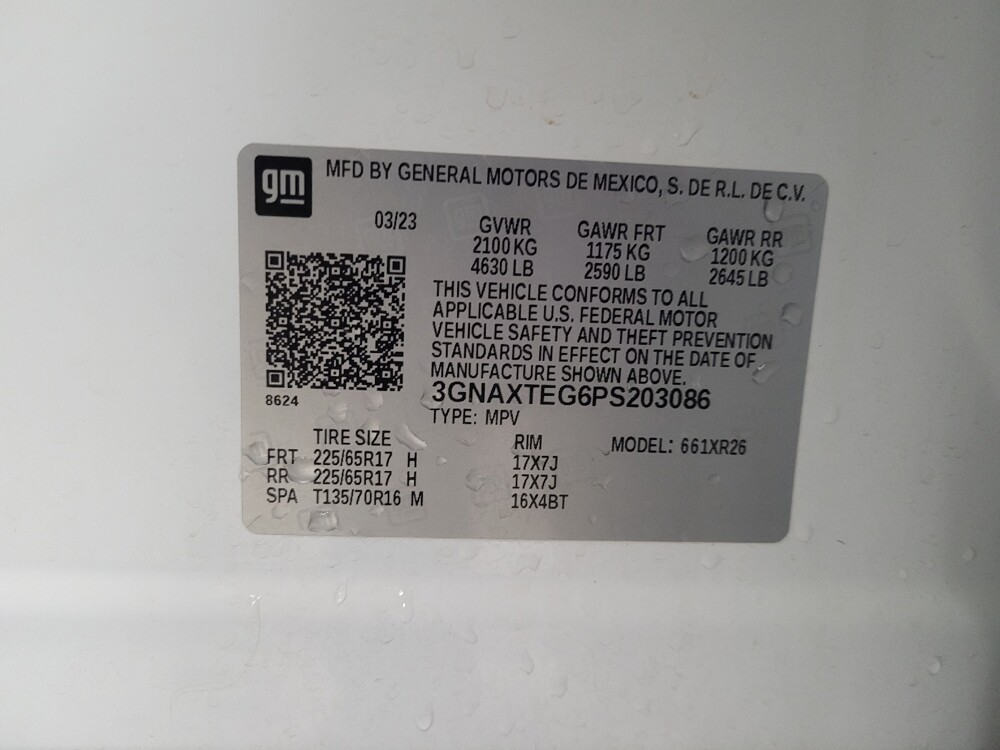 gm
MFD BY GENERAL MOTORS DE MEXICO, S. DE R.L. DE C.V.
03/23
GVWR GAWR FRT GAWR RR
2100 KG 1175 KG 1200 KG
4630 LB 2590 LB 2645 LB
THIS VEHICLE CONFORMS TO ALL
APPLICABLE U.S. FEDERAL MOTOR
VEHICLE SAFETY AND THEFT PREVENTION
STANDARDS IN EFFECT ON THE DATE OF
MANUFACTURE SHOWN ABOVE.
3GNAXTEG6PS203086
8624
TYPE: MPV
TIRE SIZE RIM MODEL: 661XR26
FRT 225/65R17 H 17X7J
RR 225/65R17 H 17X7J
SPA T135/70R16 M 16X4BT